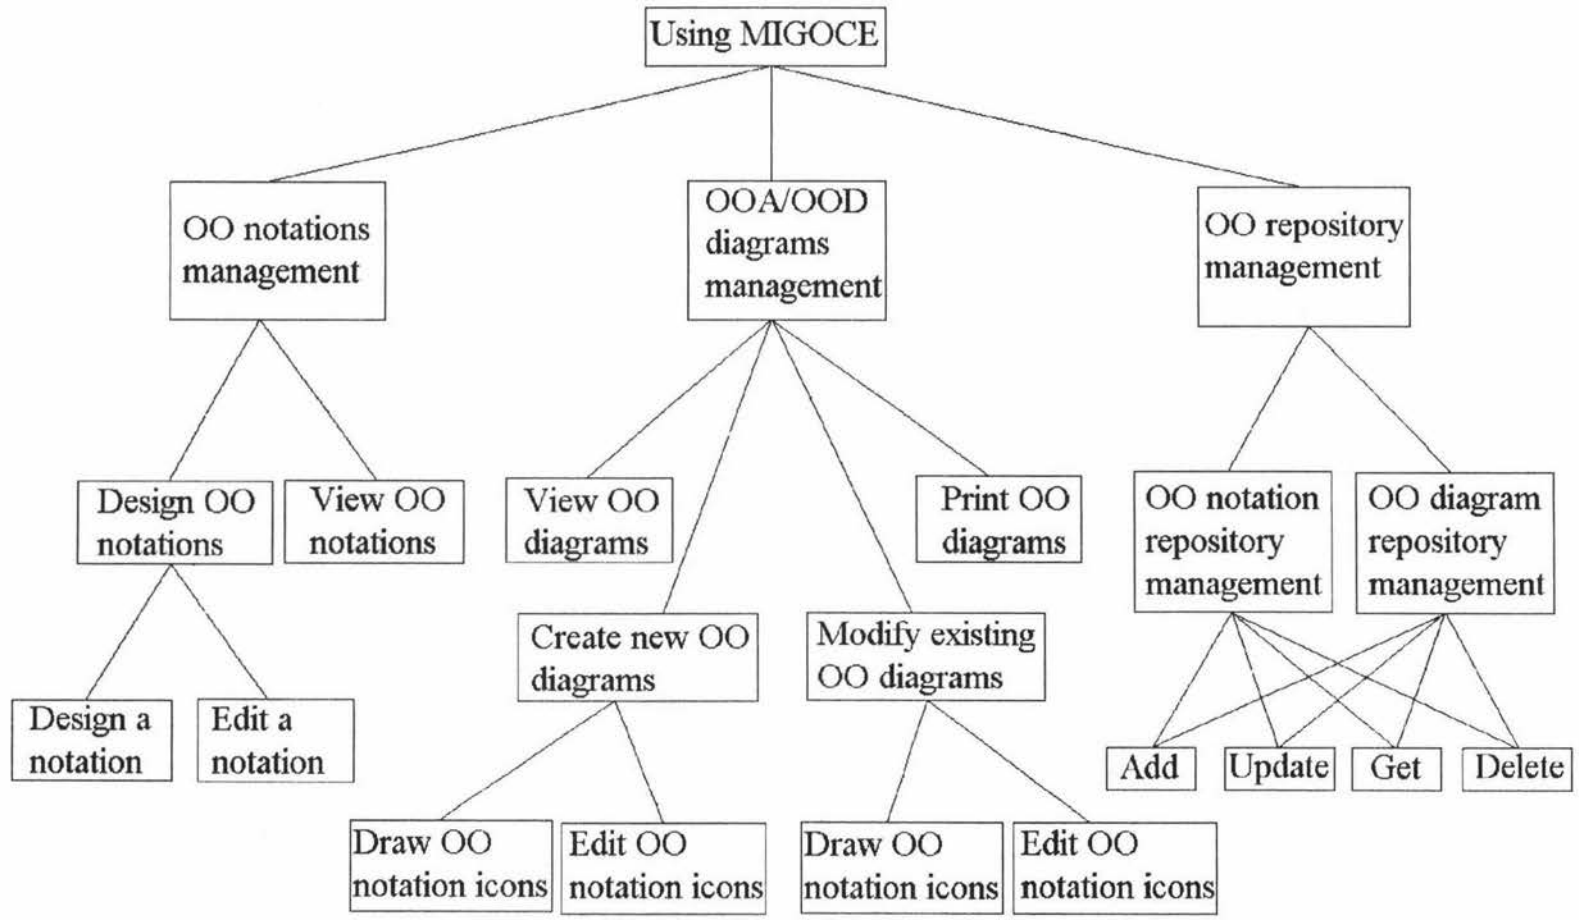 Using MIGOCE
OO notations
management
OOA/OOD
diagrams
management
OO repository
management
Design OO
notations
View OO
notations
View OO
diagrams
Print OO
diagrams
OO notation
repository
management
OO diagram
repository
management
Create new OO
diagrams
Modify existing
OO diagrams
Design a
notation
Edit a
notation
Add
Update
Get
Delete
Draw OO
notation icons
Edit OO
notation icons
Draw OO
notation icons
Edit OO
notation icons